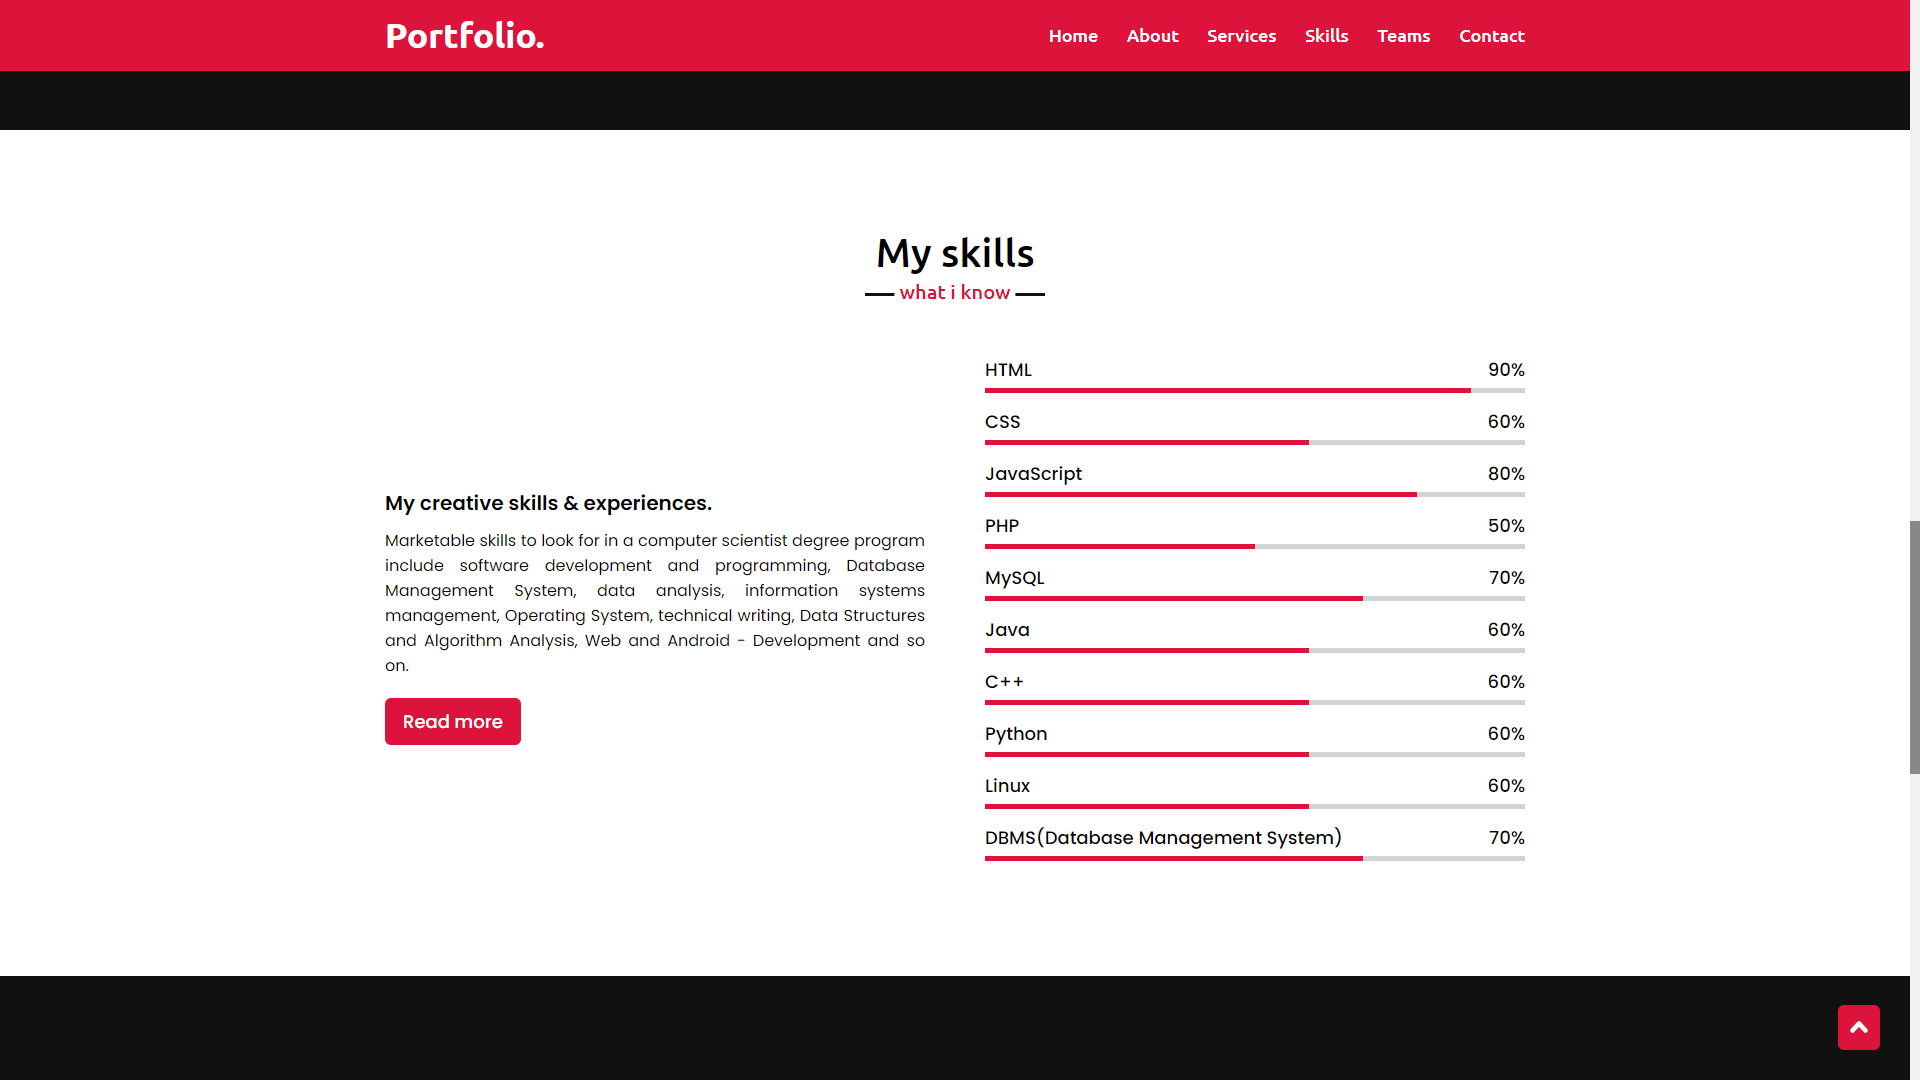 Portfolio.
Home About Services Skills Teams Contact
My skills
what i know
My creative skills & experiences.
Marketable skills to look for in a computer scientist degree program
include software development and programming, Database
Management System, data analysis, information systems
management, Operating System, technical writing, Data Structures
and Algorithm Analysis, Web and Android - Development and so
on.
Read more
HTML 90%
CSS 60%
JavaScript 80%
PHP 50%
MySQL 70%
Java 60%
C++ 60%
Python 60%
Linux 60%
DBMS(Database Management System) 70%